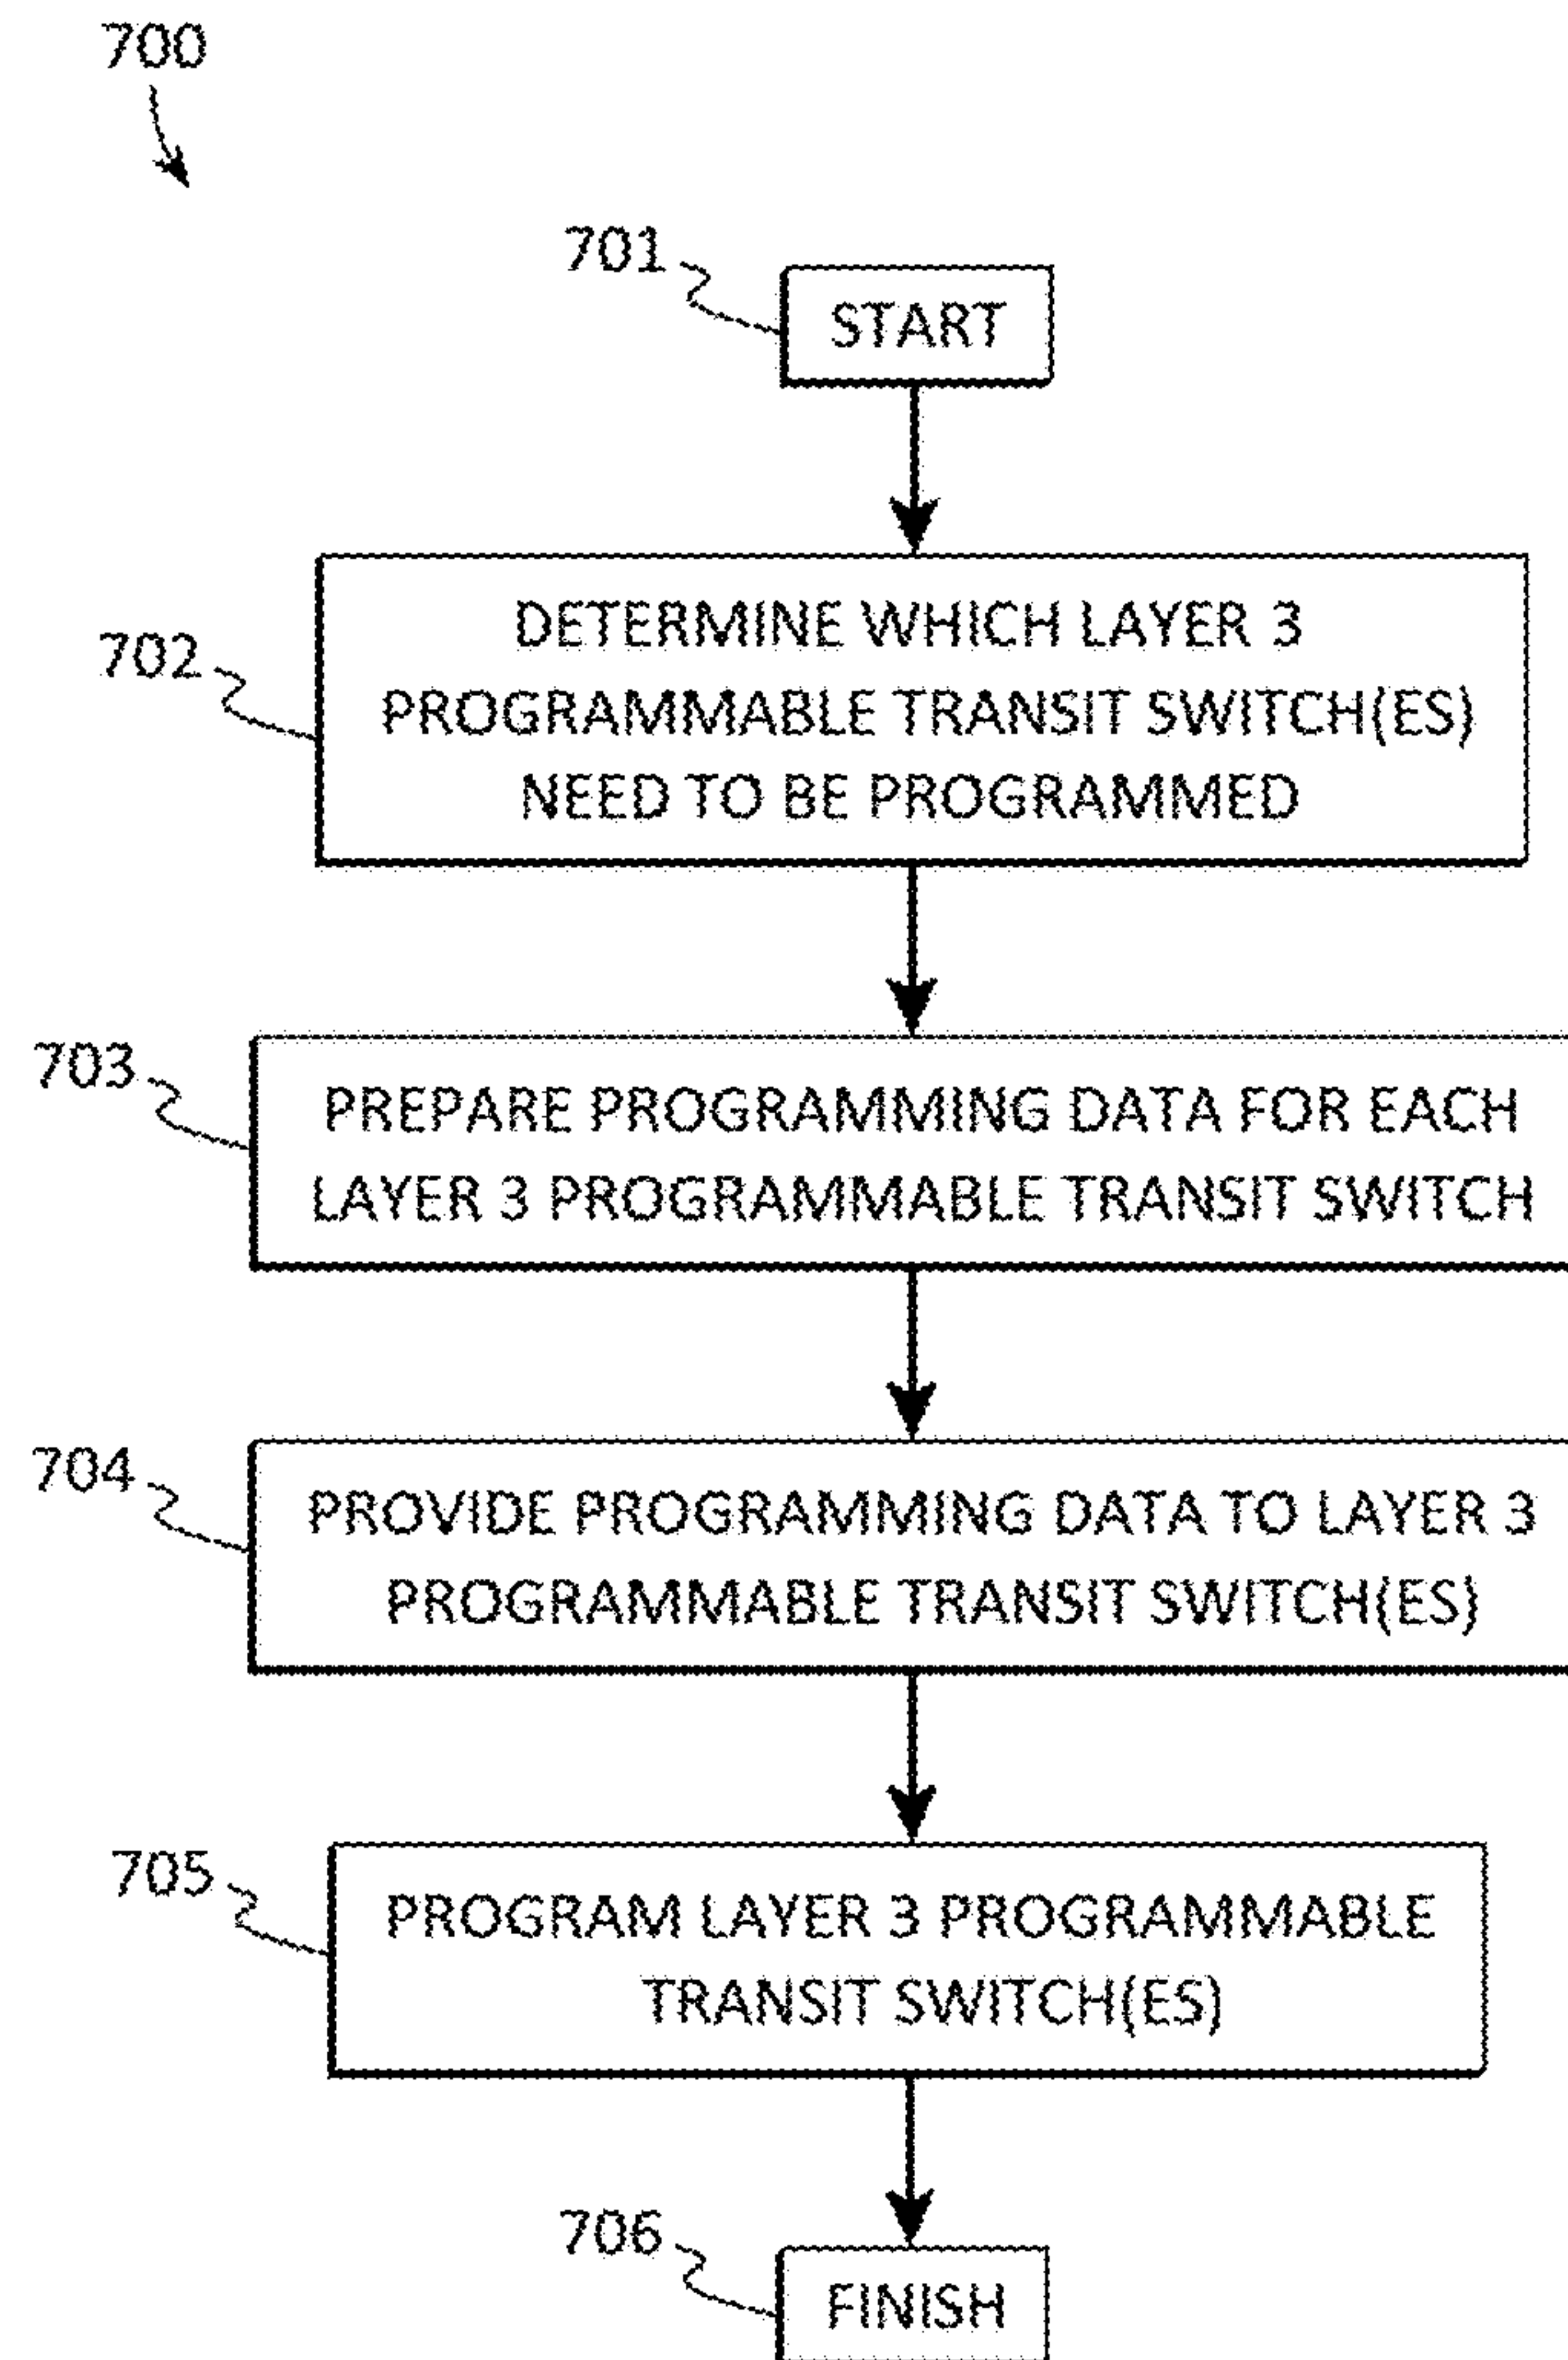 700
701
START
702
DETERMINE WHICH LAYER 3
PROGRAMMABLE TRANSIT SWITCH(ES)
NEED TO BE PROGRAMMED
703
PREPARE PROGRAMMING DATA FOR EACH
LAYER 3 PROGRAMMABLE TRANSIT SWITCH
704
PROVIDE PROGRAMMING DATA TO LAYER 3
PROGRAMMABLE TRANSIT SWITCH(ES)
705
PROGRAM LAYER 3 PROGRAMMABLE
TRANSIT SWITCH(ES)
706
FINISH